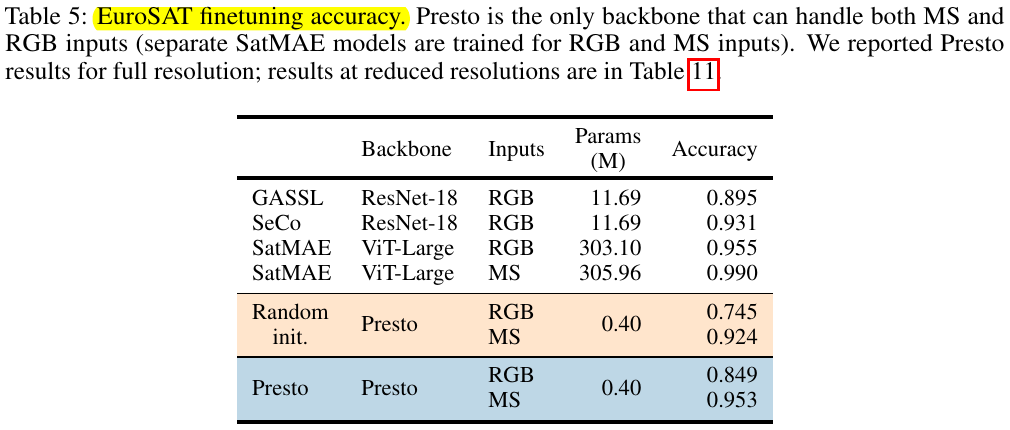 Table 5: EuroSAT finetuning accuracy. Presto is the only backbone that can handle both MS and
RGB inputs (separate SatMAE models are trained for RGB and MS inputs). We reported Presto
results for full resolution; results at reduced resolutions are in Table 11.
Backbone Inputs Params (M) Accuracy
GASSL ResNet-18 RGB 11.69 0.895
SeCo ResNet-18 RGB 11.69 0.931
SatMAE ViT-Large RGB 303.10 0.955
SatMAE ViT-Large MS 305.96 0.990
Random init. Presto RGB 0.40 0.745
MS 0.924
Presto Presto RGB 0.40 0.849
MS 0.953